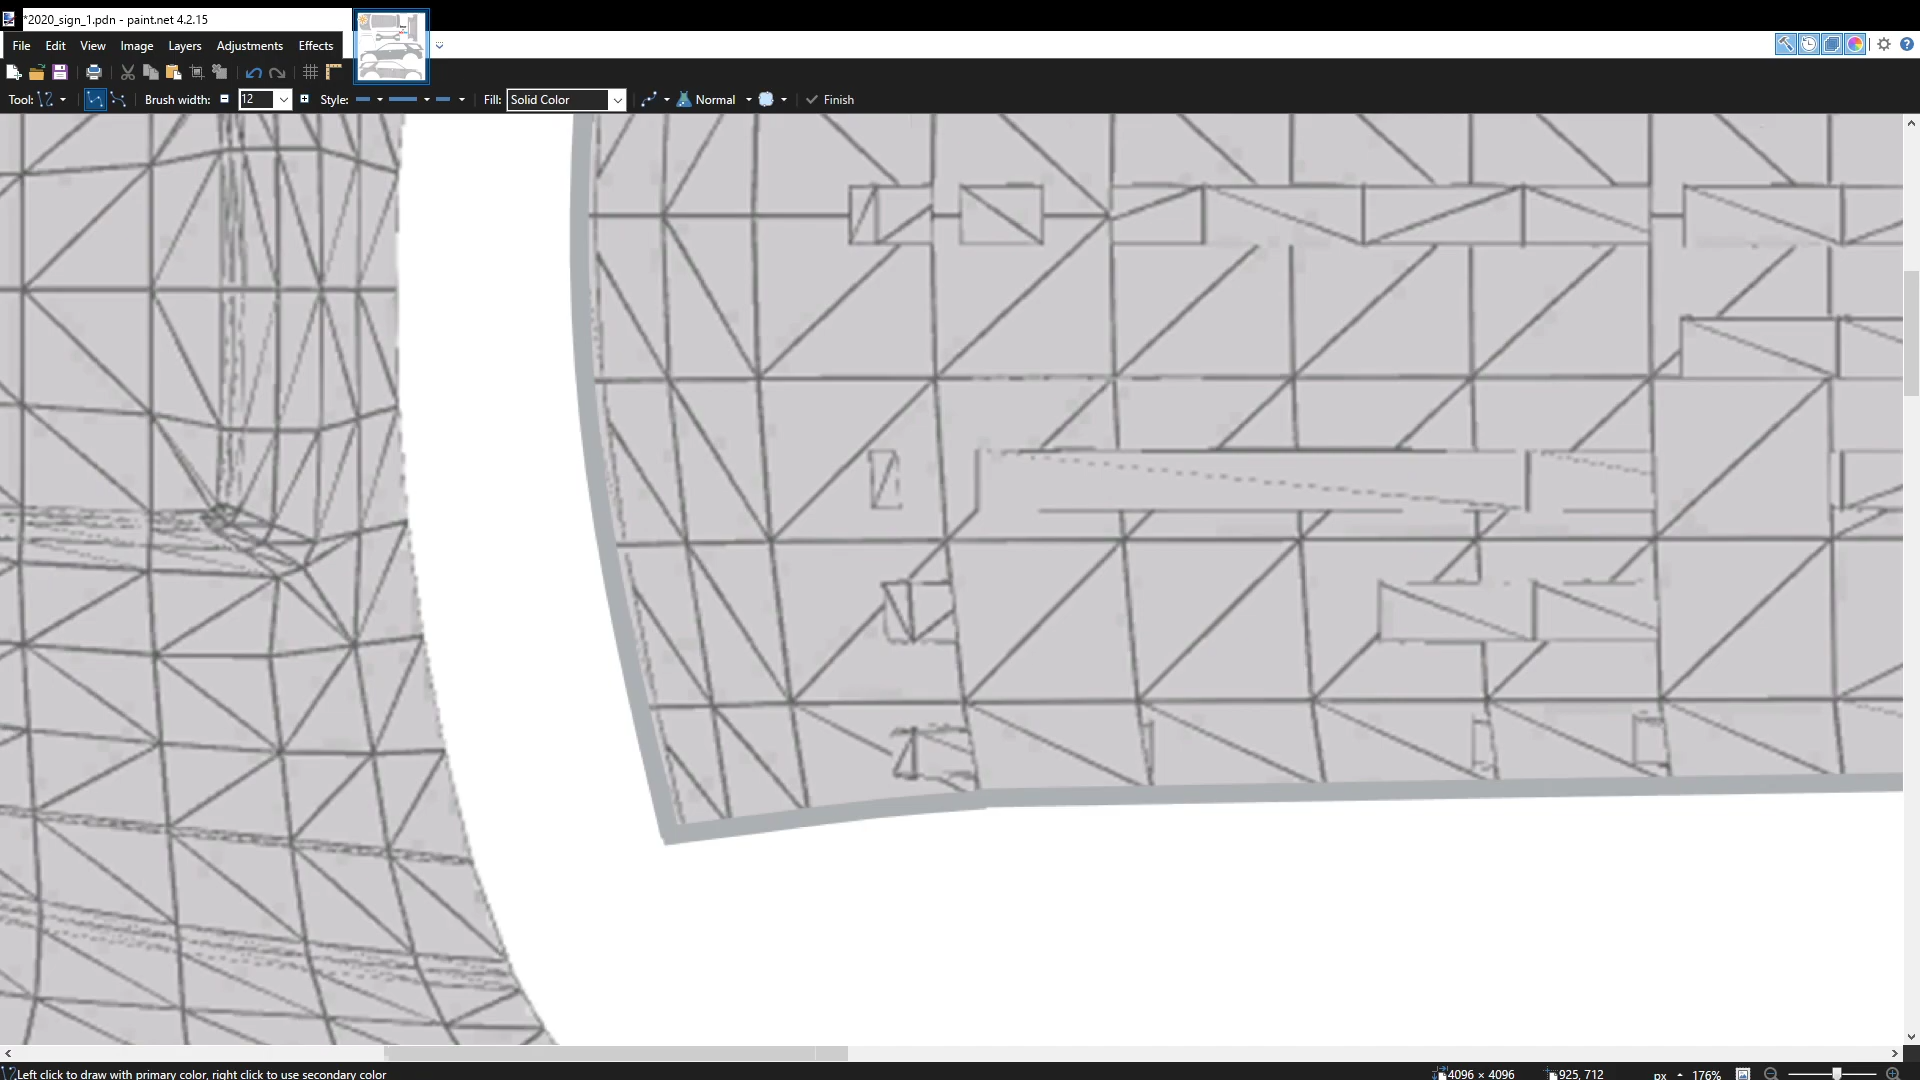 *2020_sign_1.pdn - paint.net 4.2.15
File Edit View Image Layers Adjustments Effects
Tool: Brush width: 12 Style: Fill: Solid Color Normal Finish
Left click to draw with primary color, right click to use secondary color 4096 × 4096 925, 712 px 176%